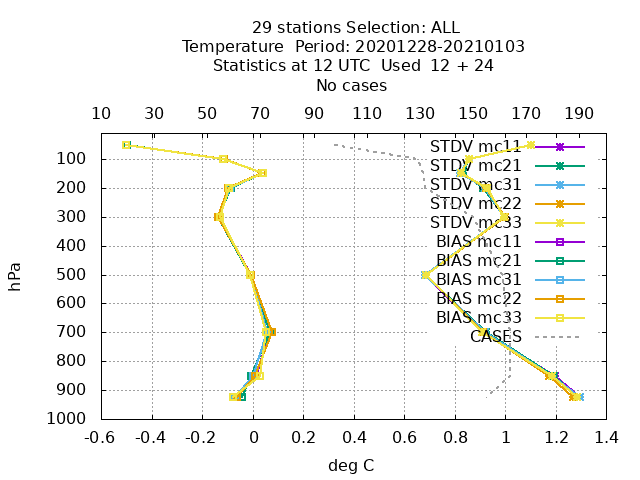 29 stations Selection: ALL
Temperature  Period: 20201228-20210103
Statistics at 12 UTC  Used  12 + 24
No cases
10 30 50 70 90 110 130 150 170 190
STDV mc11
100
STDV mc21
STDV mc31
200
STDV mc22
300
STDV mc33
BIAS mc11
400
BIAS mc21
500
BIAS mc31
600
BIAS mc22
BIAS mc33
700
CASES
800
900
1000
-0.6 -0.4 -0.2 0 0.2 0.4 0.6 0.8 1 1.2 1.4
hPa
deg C